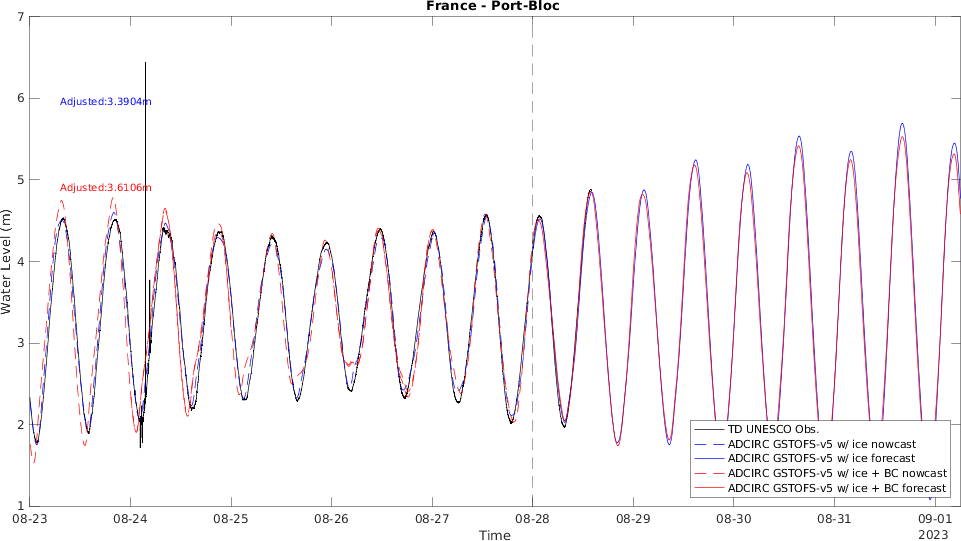 France - Port-Bloc
7
6
5
4
3
2
1
Water Level (m)
Adjusted:3.3904m
Adjusted:3.6106m
TD UNESCO Obs.
ADCIRC GSTOFS-v5 w/ ice nowcast
ADCIRC GSTOFS-v5 w/ ice forecast
ADCIRC GSTOFS-v5 w/ ice + BC nowcast
ADCIRC GSTOFS-v5 w/ ice + BC forecast
08-23 08-24 08-25 08-26 08-27 08-28 08-29 08-30 08-31 09-01
Time
2023